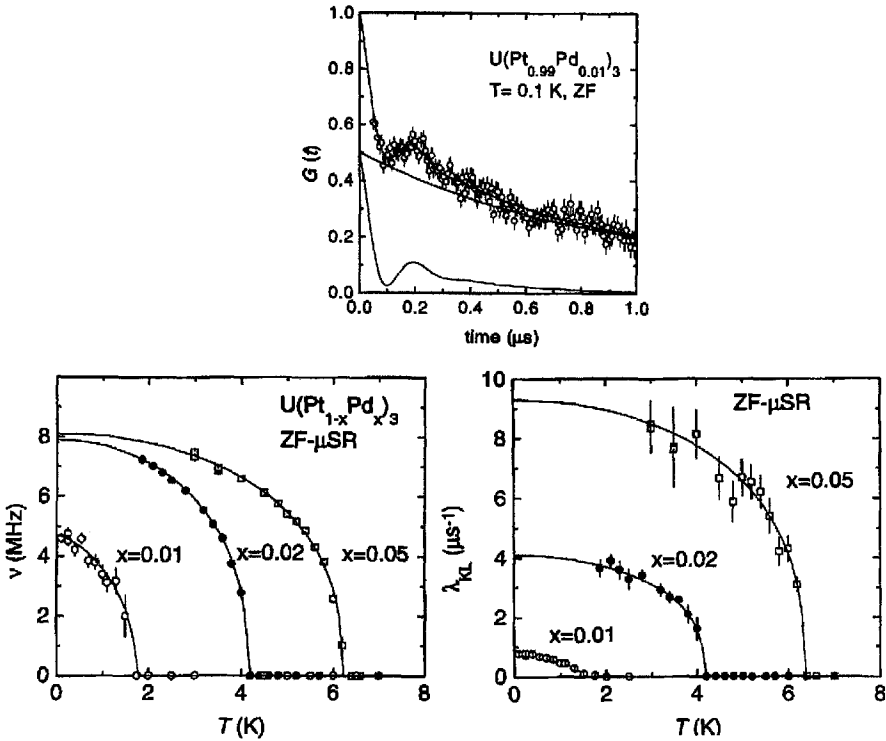 1.0
0.8
0.6
0.4
0.2
0.0
G (t)
U(Pt0.99Pd0.01)3
T= 0.1 K, ZF
0.0 0.2 0.4 0.6 0.8 1.0
time (μs)
8
6
4
2
0
ν (MHz)
U(Pt1-xPdx)3
ZF-μSR
x=0.01
x=0.02
x=0.05
0 2 4 6 8
T (K)
10
8
6
4
2
0
λKL (μs-1)
ZF-μSR
x=0.05
x=0.02
x=0.01
0 2 4 6 8
T (K)